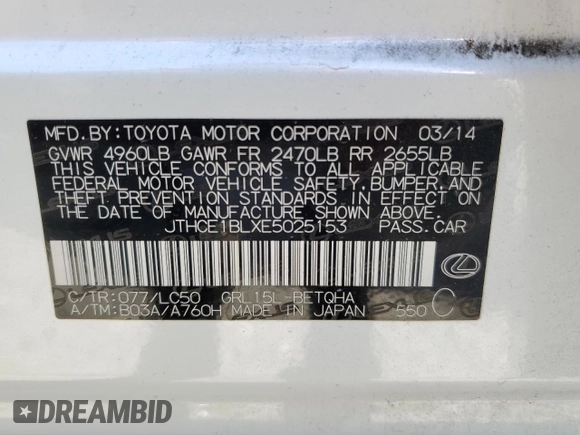 MFD.BY:TOYOTA MOTOR CORPORATION 03/14
GVWR 4960LB GAWR FR 2470LB RR 2655LB
THIS VEHICLE CONFORMS TO ALL APPLICABLE
FEDERAL MOTOR VEHICLE SAFETY,BUMPER,AND
THEFT PREVENTION STANDARDS IN EFFECT ON
THE DATE OF MANUFACTURE SHOWN ABOVE.
JTHCE1BLXE5025153 PASS.CAR
C/TR:077/LC50 GRL15L BETQHA
A/TM:B03A/A760H MADE IN JAPAN 550 C
DREAMBID